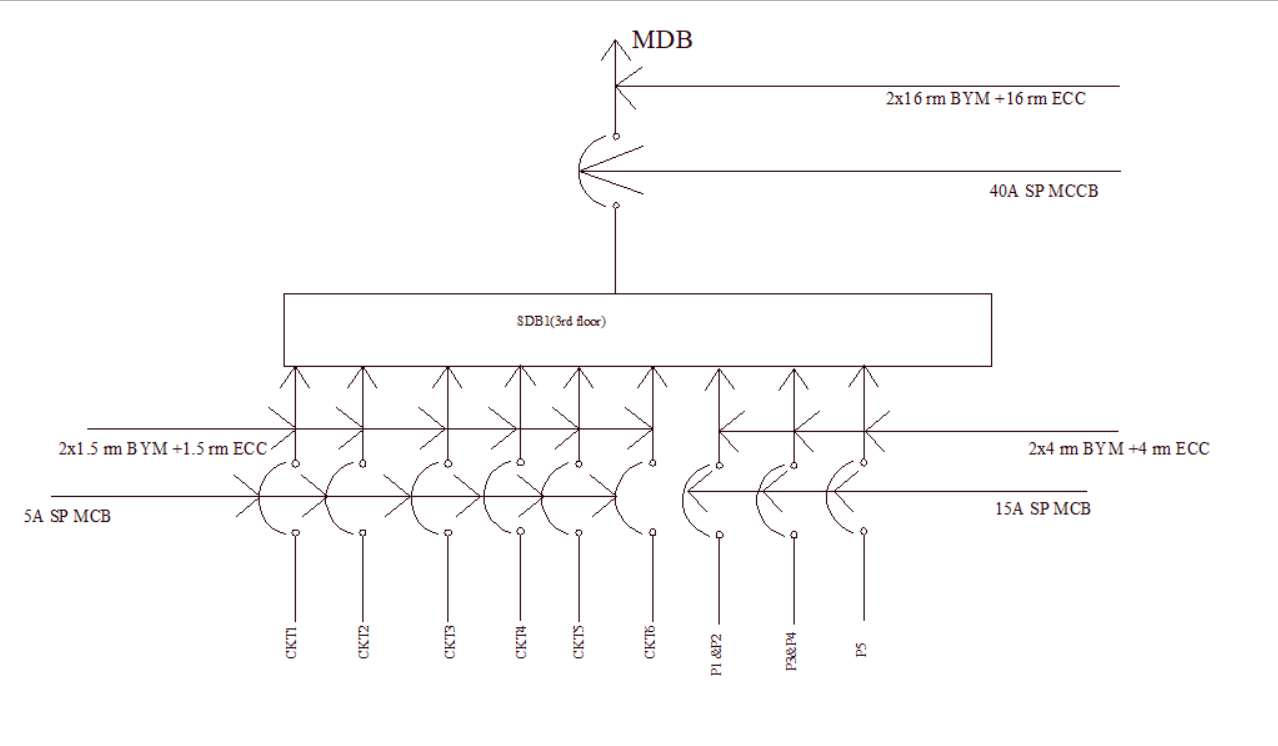 MDB
2x16 rm BYM +16 rm ECC
40A SP MCCB
SDB1(3rd floor)
2x1.5 rm BYM +1.5 rm ECC
2x4 rm BYM +4 rm ECC
5A SP MCB
15A SP MCB
CKT1
CKT2
CKT3
CKT4
CKT5
CKT6
P1 &P2
P3&P4
P5